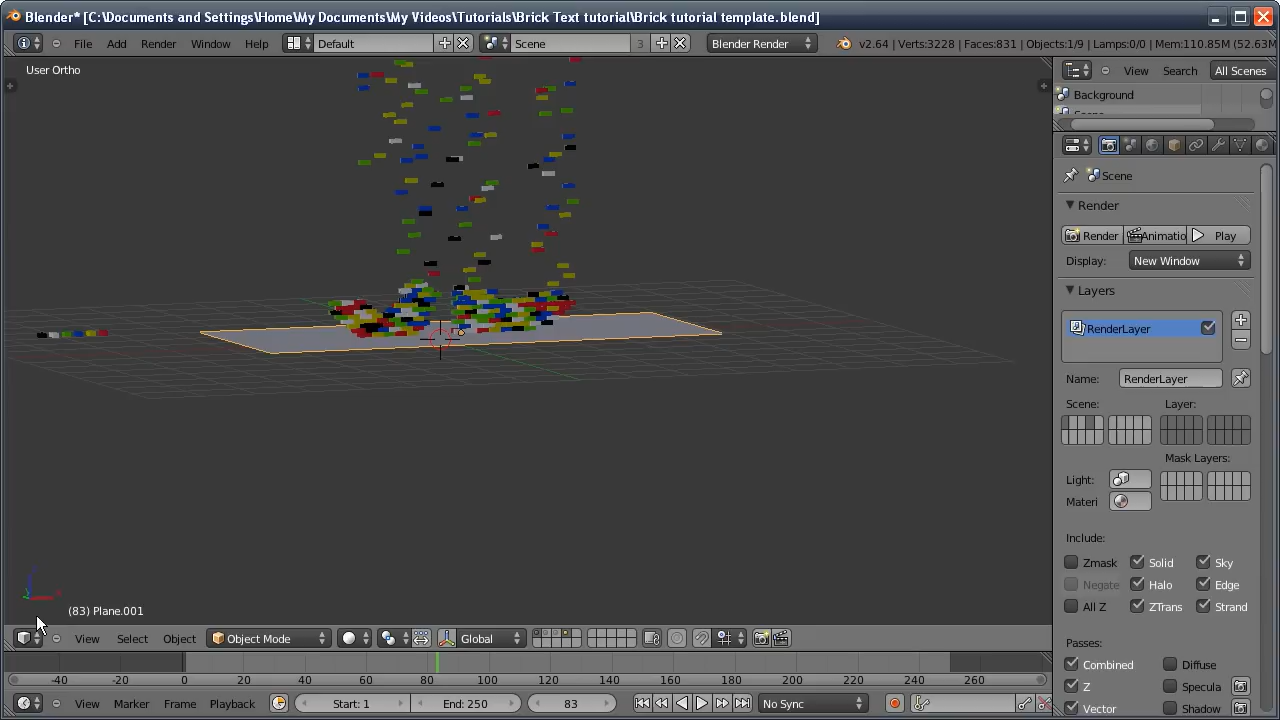 Blender* [C:\Documents and Settings\Home\My Documents\My Videos\Tutorials\Brick Text tutorial\Brick tutorial template.blend]
File Add Render Window Help Default Scene 3 Blender Render v2.64 | Verts:3228 | Faces:831 | Objects:1/9 | Lamps:0/0 | Mem:110.85M (52.63M
User Ortho
View Search All Scenes
Background
Scene
Render
Render Animatio Play
Display: New Window
Layers
RenderLayer
Name: RenderLayer
Scene: Layer:
Mask Layers:
Light:
Materi
Include:
Zmask Solid Sky
Negate Halo Edge
All Z ZTrans Strand
Passes:
Combined Diffuse
Z Specula
Vector Shadow
(83) Plane.001
View Select Object Object Mode Global
-40 -20 0 20 40 60 80 100 120 140 160 180 200 220 240 260
View Marker Frame Playback Start: 1 End: 250 83 No Sync